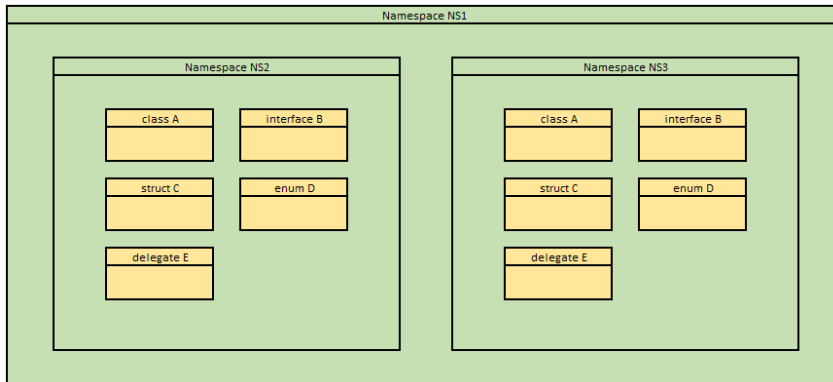 Namespace NS1
Namespace NS2
class A
interface B
struct C
enum D
delegate E
Namespace NS3
class A
interface B
struct C
enum D
delegate E